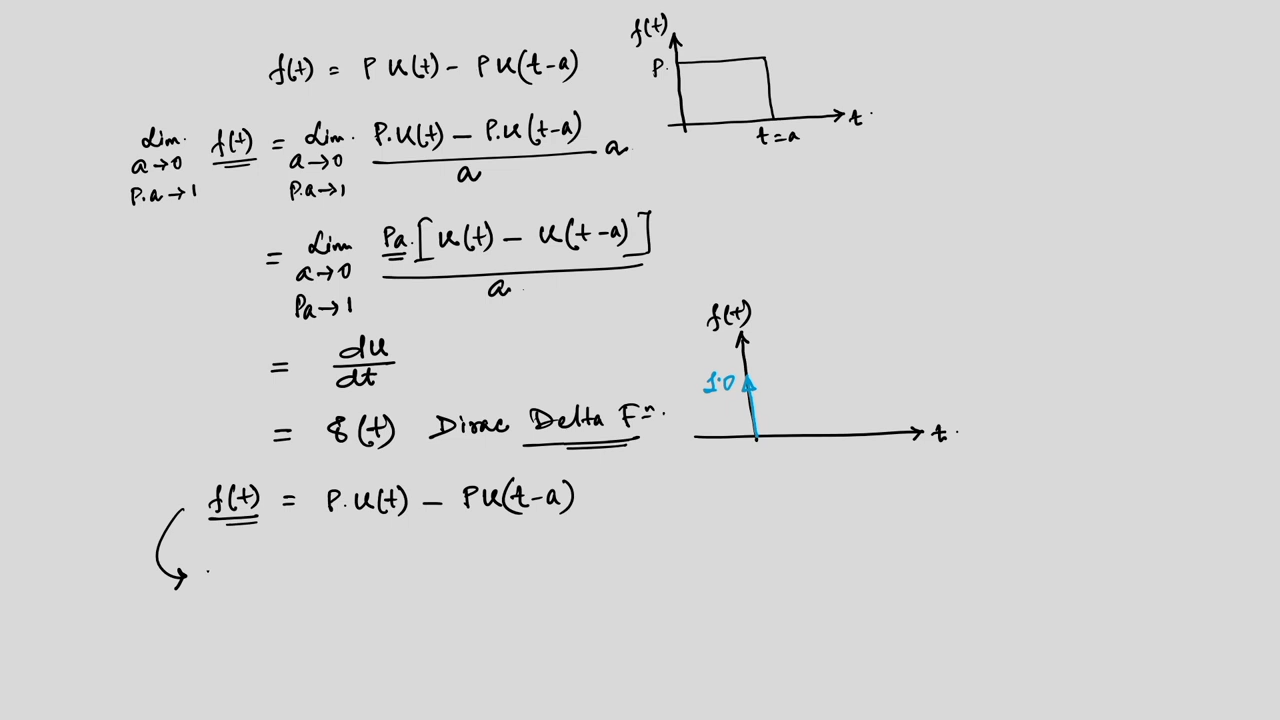 f(t) = P u(t) - P u(t-a)
f(t)
P.
t
t=a
Lim. f(t) = Lim. P.u(t) - P.u(t-a) a
a→0 a→0 a
P.a→1 P.a→1
= Lim Pa.[u(t) - u(t-a)]
a→0 a
Pa→1
= du
dt
f(t)
1.0
t
= δ(t) Dirac Delta Fn.
f(t) = P.u(t) - Pu(t-a)